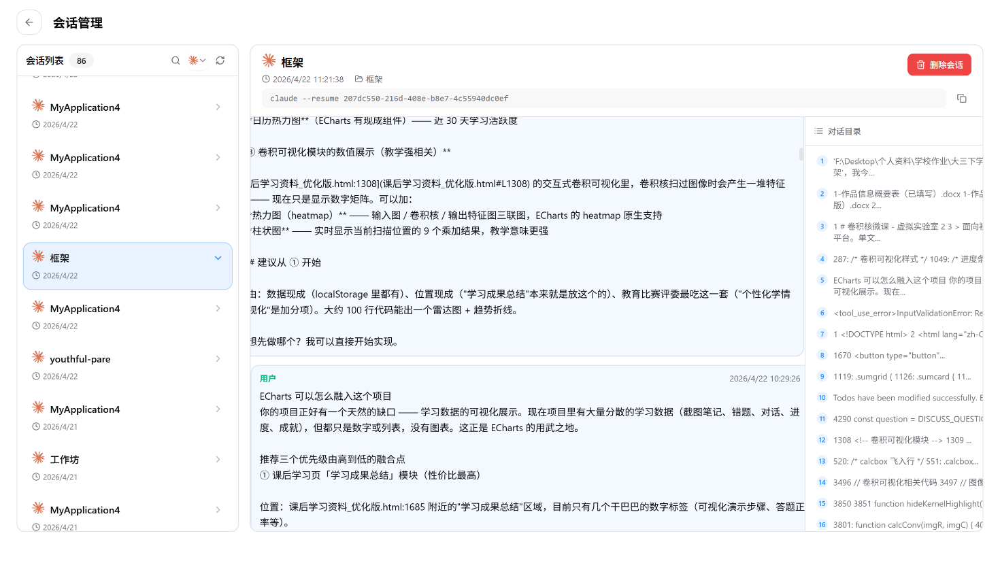 会话管理
会话列表 86
MyApplication4
2026/4/22
MyApplication4
2026/4/22
MyApplication4
2026/4/22
框架
2026/4/22
MyApplication4
2026/4/22
youthful-pare
2026/4/22
MyApplication4
2026/4/21
工作坊
2026/4/21
MyApplication4
2026/4/21
框架
删除会话
2026/4/22 11:21:38 框架
claude --resume 207dc550-216d-408e-b8e7-4c55940dc0ef
*日历热力图**（ECharts 有现成组件）—— 近 30 天学习活跃度
③ 卷积可视化模块的数值展示（教学强相关）**
后学习资料_优化版.html:1308](课后学习资料_优化版.html#L1308) 的交互式卷积可视化里，卷积核扫过图像时会产生一堆特征
—— 现在只是显示数字矩阵。可以加：
*热力图（heatmap）** —— 输入图 / 卷积核 / 输出特征图三联图，ECharts 的 heatmap 原生支持
*柱状图** —— 实时显示当前扫描位置的 9 个乘加结果，教学意味更强
# 建议从 ① 开始
由：数据现成（localStorage 里都有）、位置现成（"学习成果总结"本来就是放这个的）、教育比赛评委最吃这一套（"个性化学情
视化"是加分项）。大约 100 行代码能出一个雷达图 + 趋势折线。
想先做哪个？我可以直接开始实现。
用户 2026/4/22 10:29:26
ECharts 可以怎么融入这个项目
你的项目正好有一个天然的缺口 —— 学习数据的可视化展示。现在项目里有大量分散的学习数据（截图笔记、错题、对话、进
度、成就），但都只是数字或列表，没有图表。这正是 ECharts 的用武之地。
推荐三个优先级由高到低的融合点
① 课后学习页「学习成果总结」模块（性价比最高）
位置：课后学习资料_优化版.html:1685 附近的"学习成果总结"区域，目前只有几个干巴巴的数字标签（可视化演示步骤、答题正
率等）。
对话目录
1 'F:\Desktop\个人资料\学校作业\大三下学
架'，我今...
2 1-作品信息概要表（已填写）.docx 1-作品
版）.docx 2...
3 1 # 卷积核微课 - 虚拟实验室 2 3 > 面向初
平台。单文...
4 287: /* 卷积可视化样式 */ 1049: /* 进度条
5 ECharts 可以怎么融入这个项目 你的项目
可视化展示。现在...
6 <tool_use_error>InputValidationError: Re
7 1 <!DOCTYPE html> 2 <html lang="zh-C
8 1670 <button type="button"...
9 1119: .sumgrid { 1126: .sumcard { 11...
10 Todos have been modified successfully. E
11 4290 const question = DISCUSS_QUESTIO
12 1308 <!-- 卷积可视化模块 --> 1309 ...
13 520: /* calcbox 飞入行 */ 551: .calcbox...
14 3496 // 卷积可视化相关代码 3497 // 图像
15 3850 3851 function hideKernelHighlight(
16 3801: function calcConv(imgR, imgC) { 40